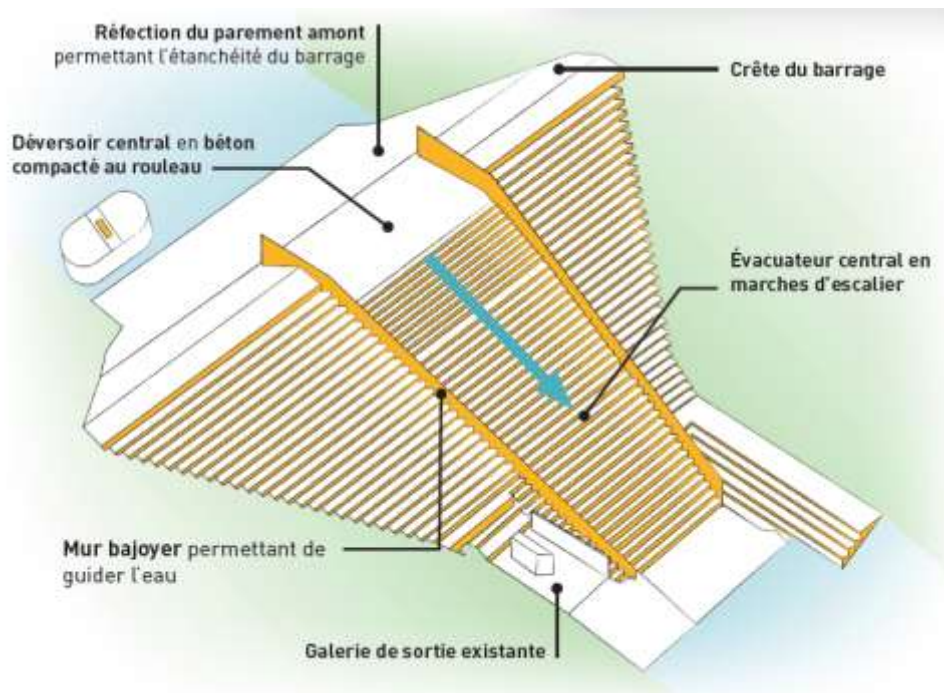 Réfection du parement amont
permettant l'étanchéité du barrage
Crête du barrage
Déversoir central en béton
compacté au rouleau
Évacuateur central en
marches d'escalier
Mur bajoyer permettant de
guider l'eau
Galerie de sortie existante